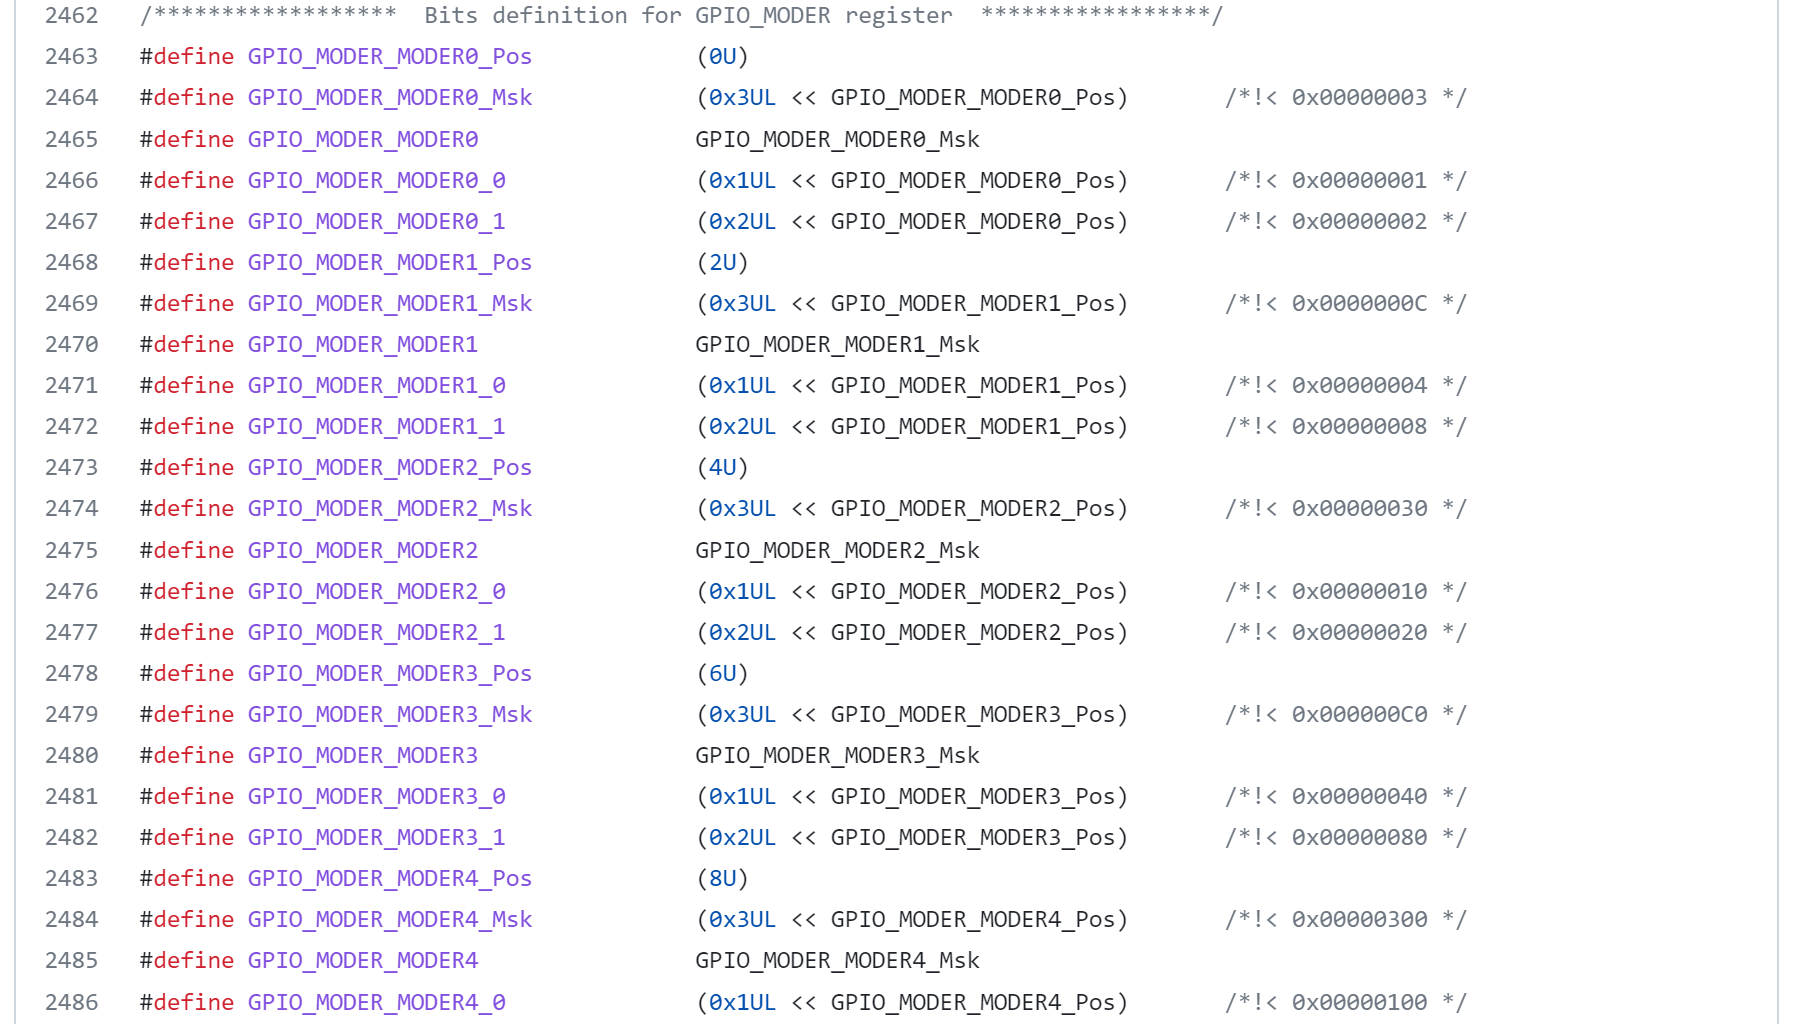 2462 /****************** Bits definition for GPIO_MODER register *****************/
2463 #define GPIO_MODER_MODER0_Pos (0U)
2464 #define GPIO_MODER_MODER0_Msk (0x3UL << GPIO_MODER_MODER0_Pos) /*!< 0x00000003 */
2465 #define GPIO_MODER_MODER0 GPIO_MODER_MODER0_Msk
2466 #define GPIO_MODER_MODER0_0 (0x1UL << GPIO_MODER_MODER0_Pos) /*!< 0x00000001 */
2467 #define GPIO_MODER_MODER0_1 (0x2UL << GPIO_MODER_MODER0_Pos) /*!< 0x00000002 */
2468 #define GPIO_MODER_MODER1_Pos (2U)
2469 #define GPIO_MODER_MODER1_Msk (0x3UL << GPIO_MODER_MODER1_Pos) /*!< 0x0000000C */
2470 #define GPIO_MODER_MODER1 GPIO_MODER_MODER1_Msk
2471 #define GPIO_MODER_MODER1_0 (0x1UL << GPIO_MODER_MODER1_Pos) /*!< 0x00000004 */
2472 #define GPIO_MODER_MODER1_1 (0x2UL << GPIO_MODER_MODER1_Pos) /*!< 0x00000008 */
2473 #define GPIO_MODER_MODER2_Pos (4U)
2474 #define GPIO_MODER_MODER2_Msk (0x3UL << GPIO_MODER_MODER2_Pos) /*!< 0x00000030 */
2475 #define GPIO_MODER_MODER2 GPIO_MODER_MODER2_Msk
2476 #define GPIO_MODER_MODER2_0 (0x1UL << GPIO_MODER_MODER2_Pos) /*!< 0x00000010 */
2477 #define GPIO_MODER_MODER2_1 (0x2UL << GPIO_MODER_MODER2_Pos) /*!< 0x00000020 */
2478 #define GPIO_MODER_MODER3_Pos (6U)
2479 #define GPIO_MODER_MODER3_Msk (0x3UL << GPIO_MODER_MODER3_Pos) /*!< 0x000000C0 */
2480 #define GPIO_MODER_MODER3 GPIO_MODER_MODER3_Msk
2481 #define GPIO_MODER_MODER3_0 (0x1UL << GPIO_MODER_MODER3_Pos) /*!< 0x00000040 */
2482 #define GPIO_MODER_MODER3_1 (0x2UL << GPIO_MODER_MODER3_Pos) /*!< 0x00000080 */
2483 #define GPIO_MODER_MODER4_Pos (8U)
2484 #define GPIO_MODER_MODER4_Msk (0x3UL << GPIO_MODER_MODER4_Pos) /*!< 0x00000300 */
2485 #define GPIO_MODER_MODER4 GPIO_MODER_MODER4_Msk
2486 #define GPIO_MODER_MODER4_0 (0x1UL << GPIO_MODER_MODER4_Pos) /*!< 0x00000100 */